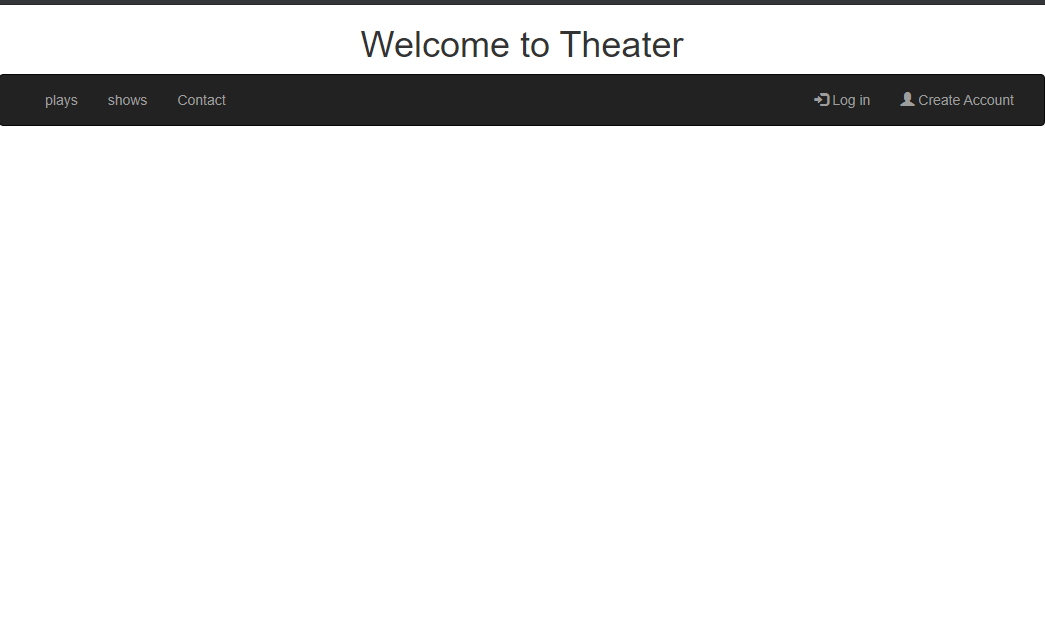 Welcome to Theater
plays shows Contact Log in Create Account